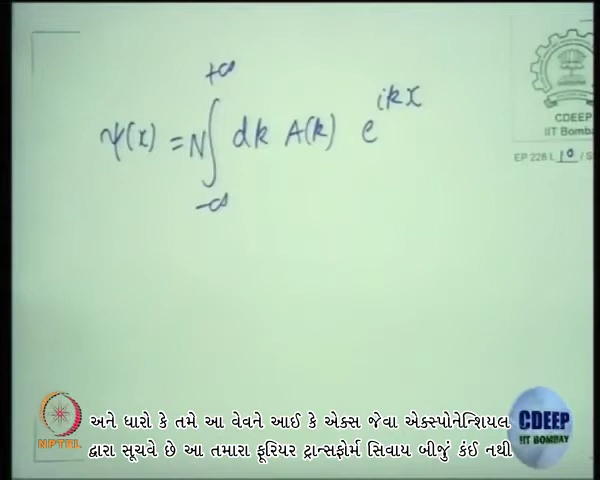 ψ(x) = N ∫_{-∞}^{+∞} dk A(k) e^{ikx}
CDEEP
IIT Bombay
EP 228 L 10 / S
અને ધારો કે તમે આ વેવને આઈ કે એક્સ જેવા એક્સ્પોનેન્શિયલ
દ્વારા સૂચવે છે આ તમારા ફૂરિયર ટ્રાન્સફોર્મ સિવાય બીજું કંઈ નથી
NPTEL
CDEEP
IIT BOMBAY